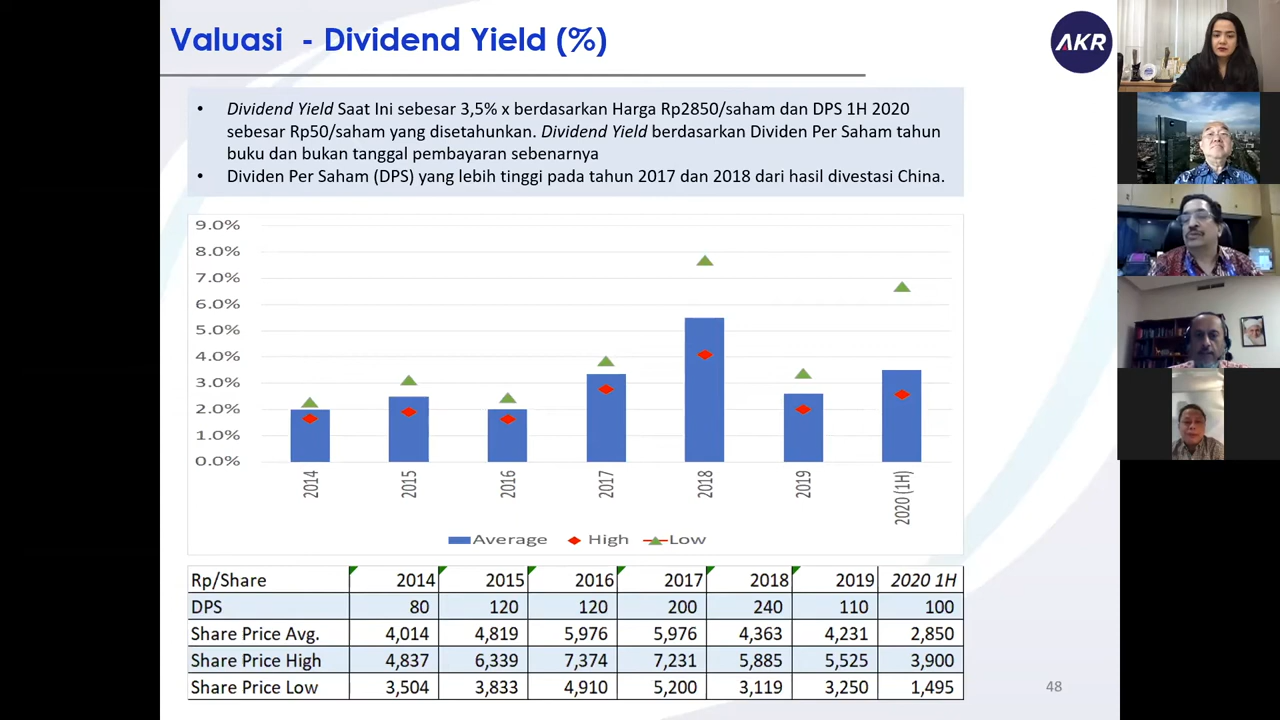 Valuasi - Dividend Yield (%)
AKR
• Dividend Yield Saat Ini sebesar 3,5% x berdasarkan Harga Rp2850/saham dan DPS 1H 2020
sebesar Rp50/saham yang disetahunkan. Dividend Yield berdasarkan Dividen Per Saham tahun
buku dan bukan tanggal pembayaran sebenarnya
• Dividen Per Saham (DPS) yang lebih tinggi pada tahun 2017 dan 2018 dari hasil divestasi China.
9.0%
8.0%
7.0%
6.0%
5.0%
4.0%
3.0%
2.0%
1.0%
0.0%
2014 2015 2016 2017 2018 2019 2020 (1H)
Average High Low
Rp/Share 2014 2015 2016 2017 2018 2019 2020 1H
DPS 80 120 120 200 240 110 100
Share Price Avg. 4,014 4,819 5,976 5,976 4,363 4,231 2,850
Share Price High 4,837 6,339 7,374 7,231 5,885 5,525 3,900
Share Price Low 3,504 3,833 4,910 5,200 3,119 3,250 1,495
48